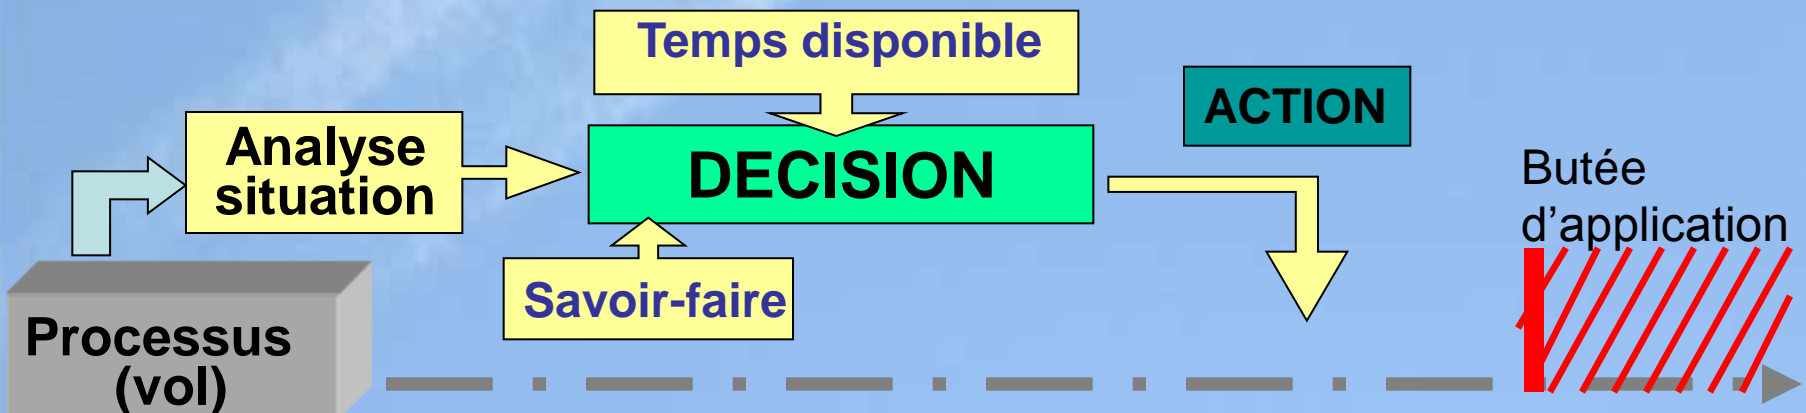 Temps disponible
ACTION
Analyse
situation
DECISION
Butée
d’application
Savoir-faire
Processus
(vol)